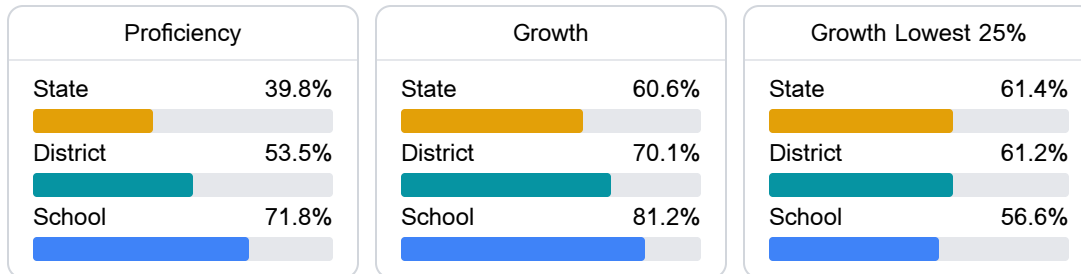 Proficiency
State 39.8%
District 53.5%
School 71.8%
Growth
State 60.6%
District 70.1%
School 81.2%
Growth Lowest 25%
State 61.4%
District 61.2%
School 56.6%